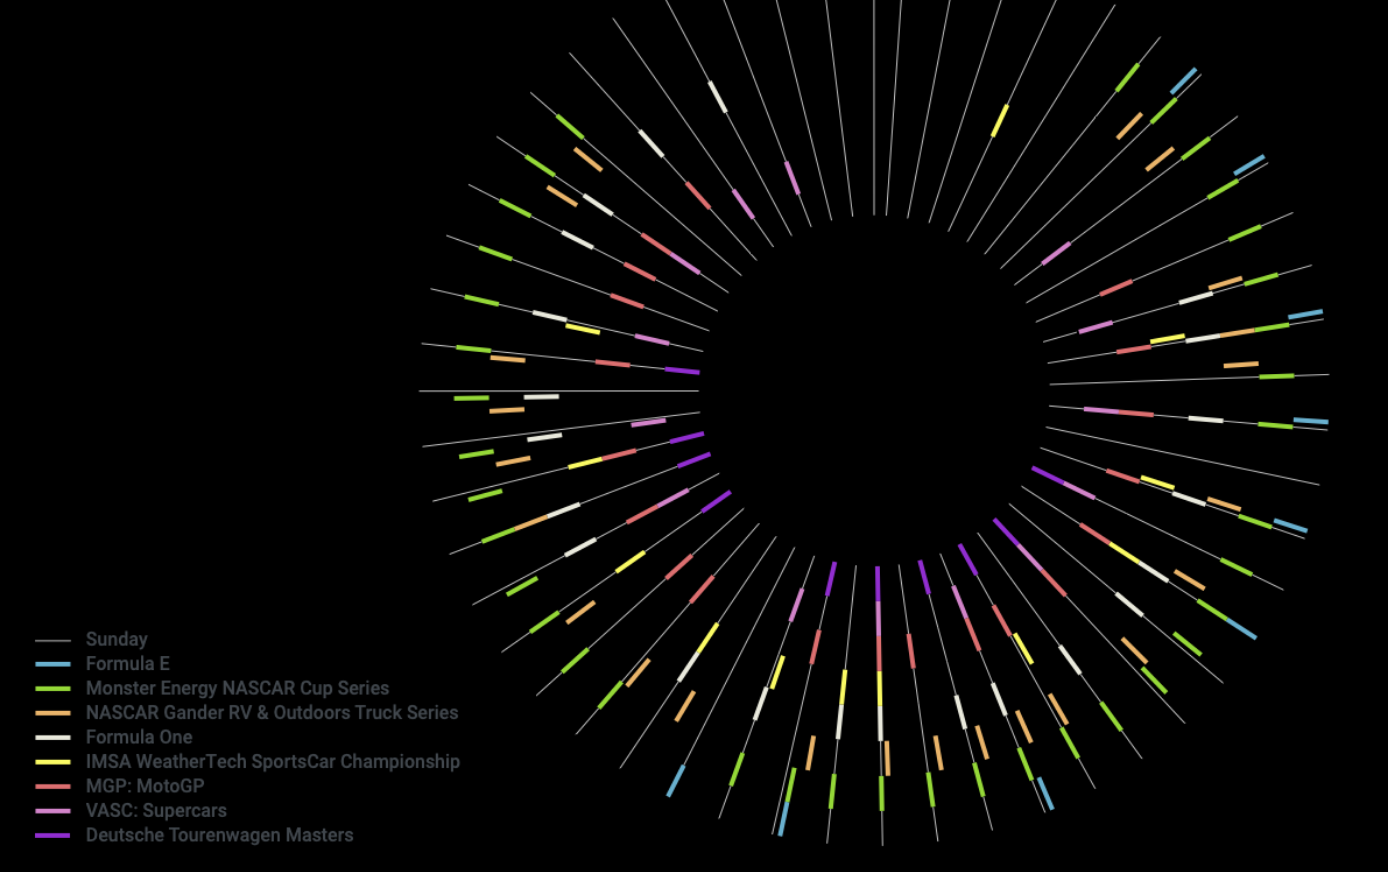 Sunday
Formula E
Monster Energy NASCAR Cup Series
NASCAR Gander RV & Outdoors Truck Series
Formula One
IMSA WeatherTech SportsCar Championship
MGP: MotoGP
VASC: Supercars
Deutsche Tourenwagen Masters